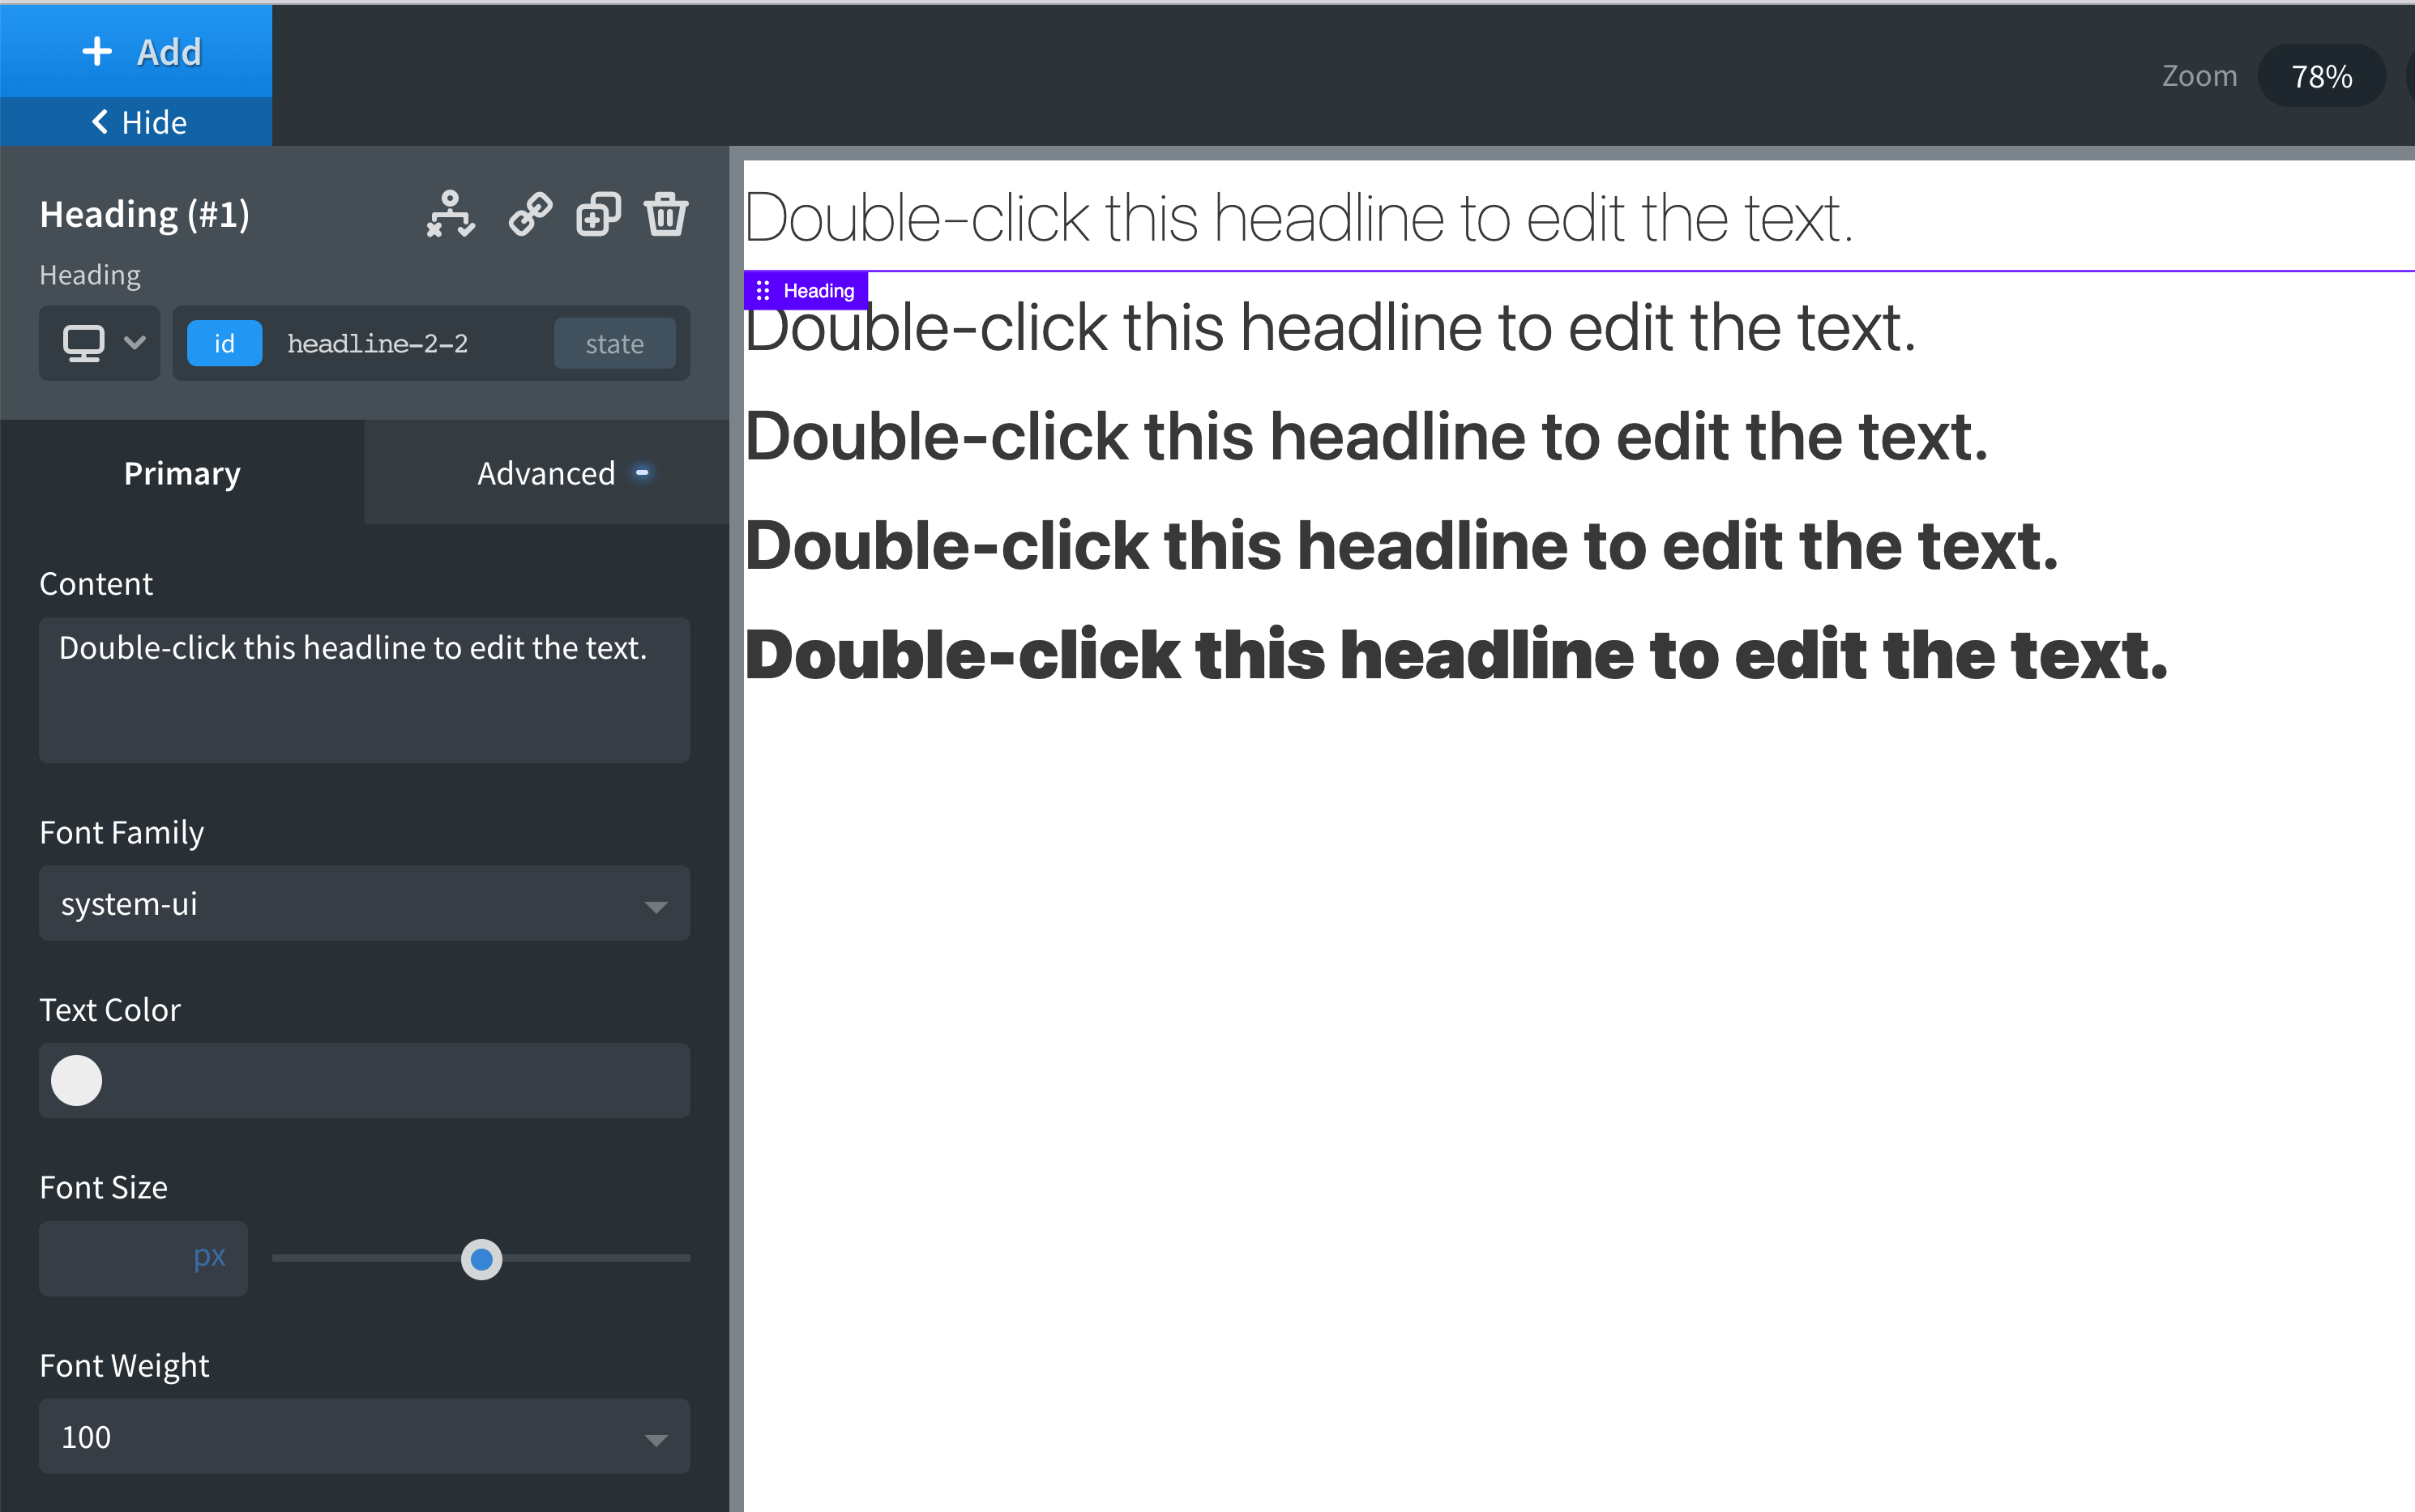 Add
Hide
Zoom 78%
Heading (#1)
Heading
id headline-2-2 state
Primary Advanced
Content
Double-click this headline to edit the text.
Font Family
system-ui
Text Color
Font Size
px
Font Weight
100
Double-click this headline to edit the text.
Heading
Double-click this headline to edit the text.
Double-click this headline to edit the text.
Double-click this headline to edit the text.
Double-click this headline to edit the text.